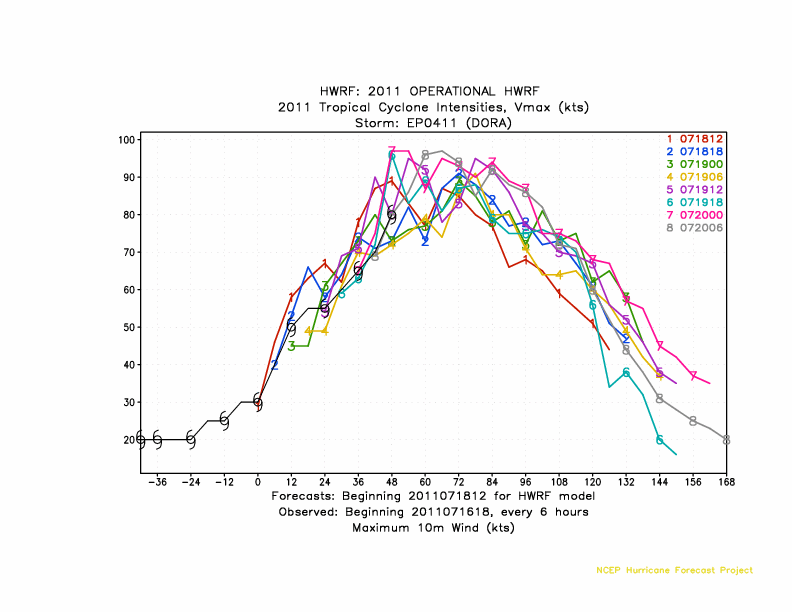 HWRF: 2011 OPERATIONAL HWRF
2011 Tropical Cyclone Intensities, Vmax (kts)
Storm: EP0411 (DORA)
1 071812
2 071818
3 071900
4 071906
5 071912
6 071918
7 072000
8 072006
100
90
80
70
60
50
40
30
20
-36 -24 -12 0 12 24 36 48 60 72 84 96 108 120 132 144 156 168
Forecasts: Beginning 2011071812 for HWRF model
Observed: Beginning 2011071618, every 6 hours
Maximum 10m Wind (kts)
NCEP Hurricane Forecast Project